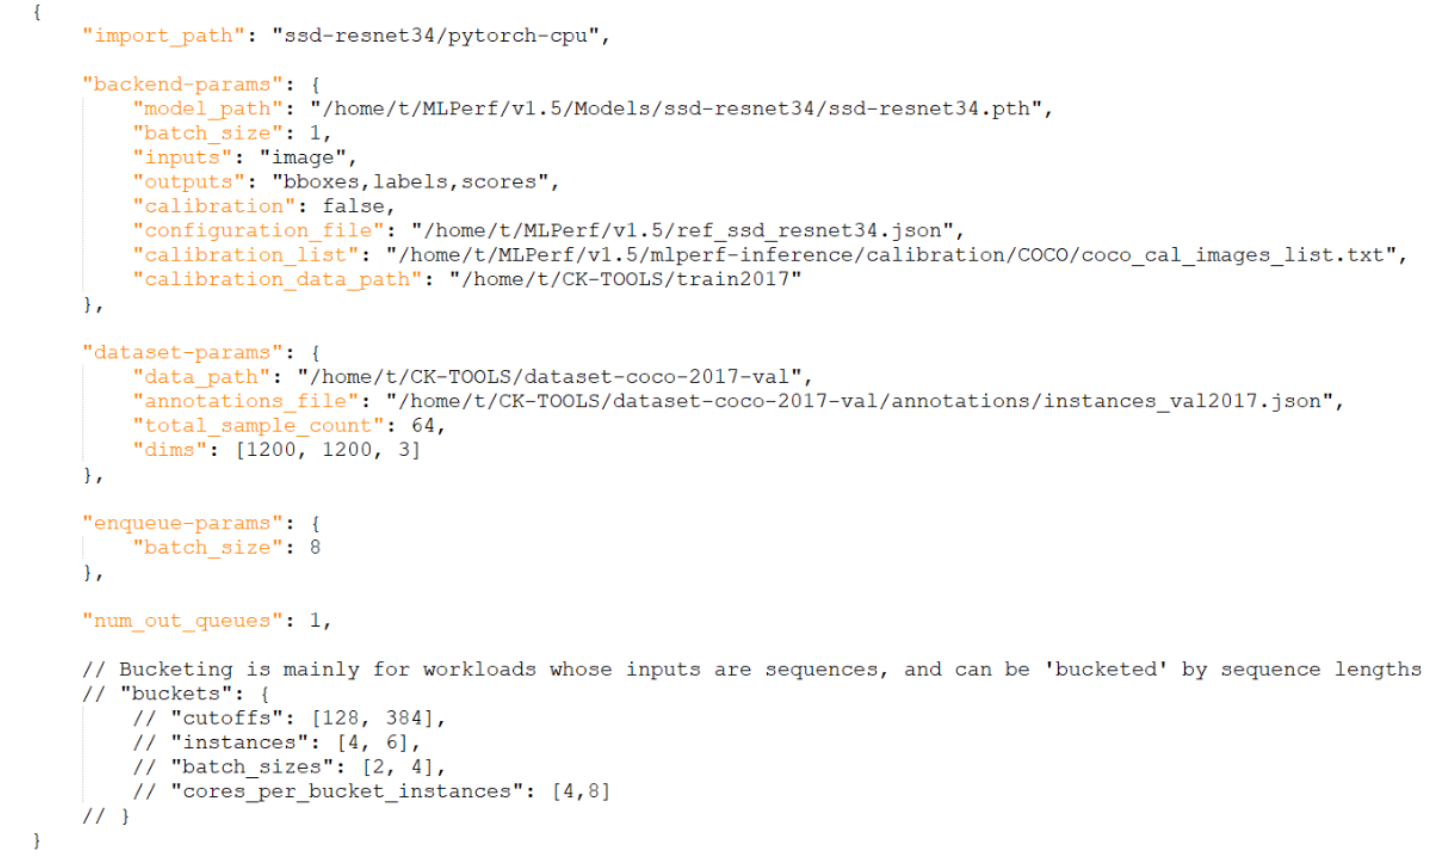 {
"import_path": "ssd-resnet34/pytorch-cpu",
"backend-params": {
"model_path": "/home/t/MLPerf/v1.5/Models/ssd-resnet34/ssd-resnet34.pth",
"batch_size": 1,
"inputs": "image",
"outputs": "bboxes,labels,scores",
"calibration": false,
"configuration_file": "/home/t/MLPerf/v1.5/ref_ssd_resnet34.json",
"calibration_list": "/home/t/MLPerf/v1.5/mlperf-inference/calibration/COCO/coco_cal_images_list.txt",
"calibration_data_path": "/home/t/CK-TOOLS/train2017"
},
"dataset-params": {
"data_path": "/home/t/CK-TOOLS/dataset-coco-2017-val",
"annotations_file": "/home/t/CK-TOOLS/dataset-coco-2017-val/annotations/instances_val2017.json",
"total_sample_count": 64,
"dims": [1200, 1200, 3]
},
"enqueue-params": {
"batch_size": 8
},
"num_out_queues": 1,
// Bucketing is mainly for workloads whose inputs are sequences, and can be 'bucketed' by sequence lengths
// "buckets": {
// "cutoffs": [128, 384],
// "instances": [4, 6],
// "batch_sizes": [2, 4],
// "cores_per_bucket_instances": [4,8]
// }
}